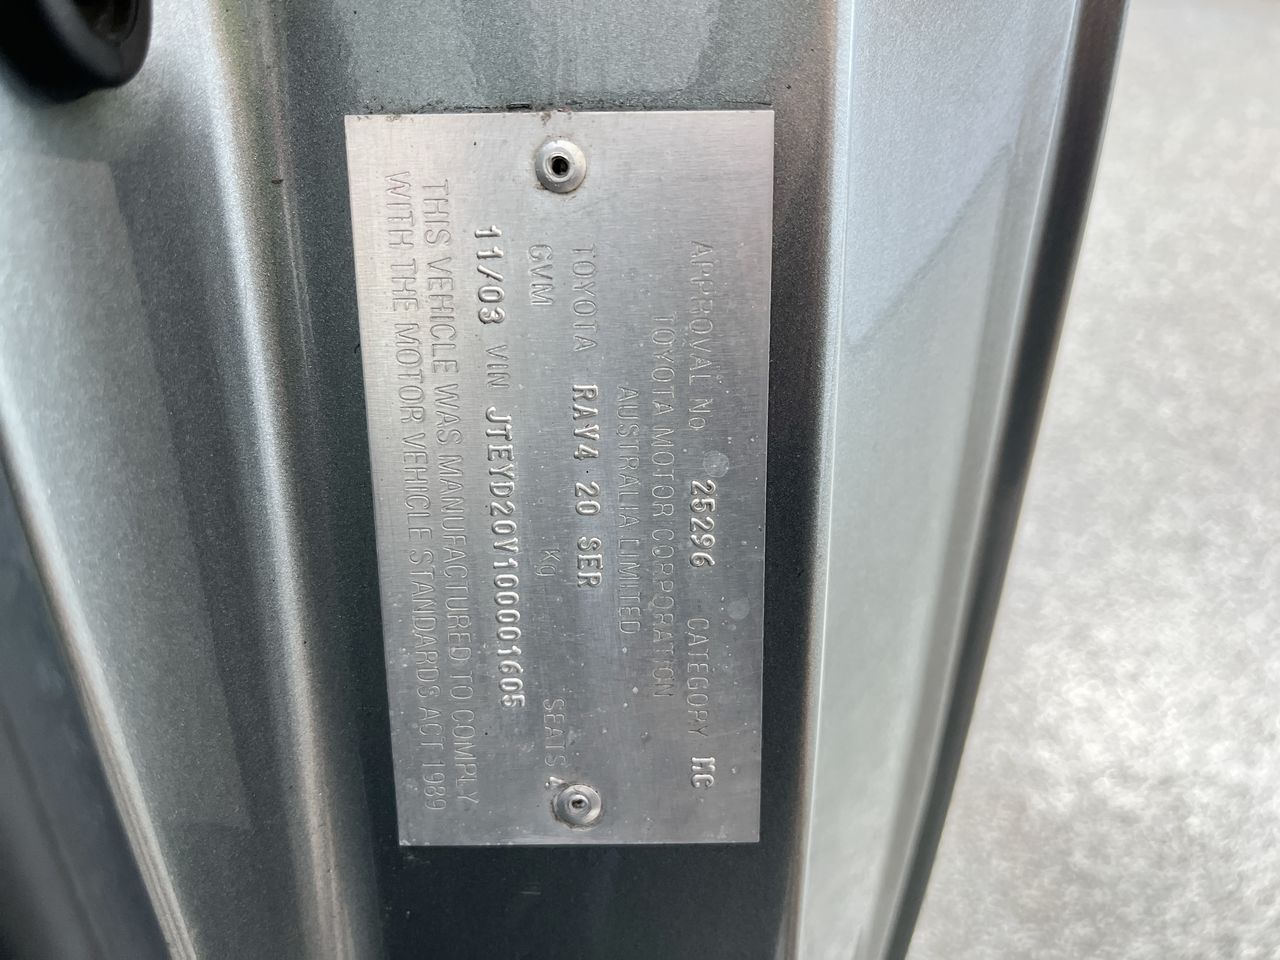 APPROVAL No 25296 CATEGORY MC
TOYOTA MOTOR CORPORATION
AUSTRALIA LIMITED
TOYOTA RAV4 20 SER
GVM Kg SEATS
11/03 VIN JTEYD20V100001605
THIS VEHICLE WAS MANUFACTURED TO COMPLY
WITH THE MOTOR VEHICLE STANDARDS ACT 1989